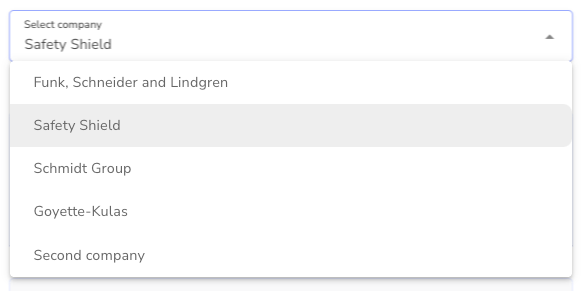 Select company
Safety Shield
Funk, Schneider and Lindgren
Safety Shield
Schmidt Group
Goyette-Kulas
Second company